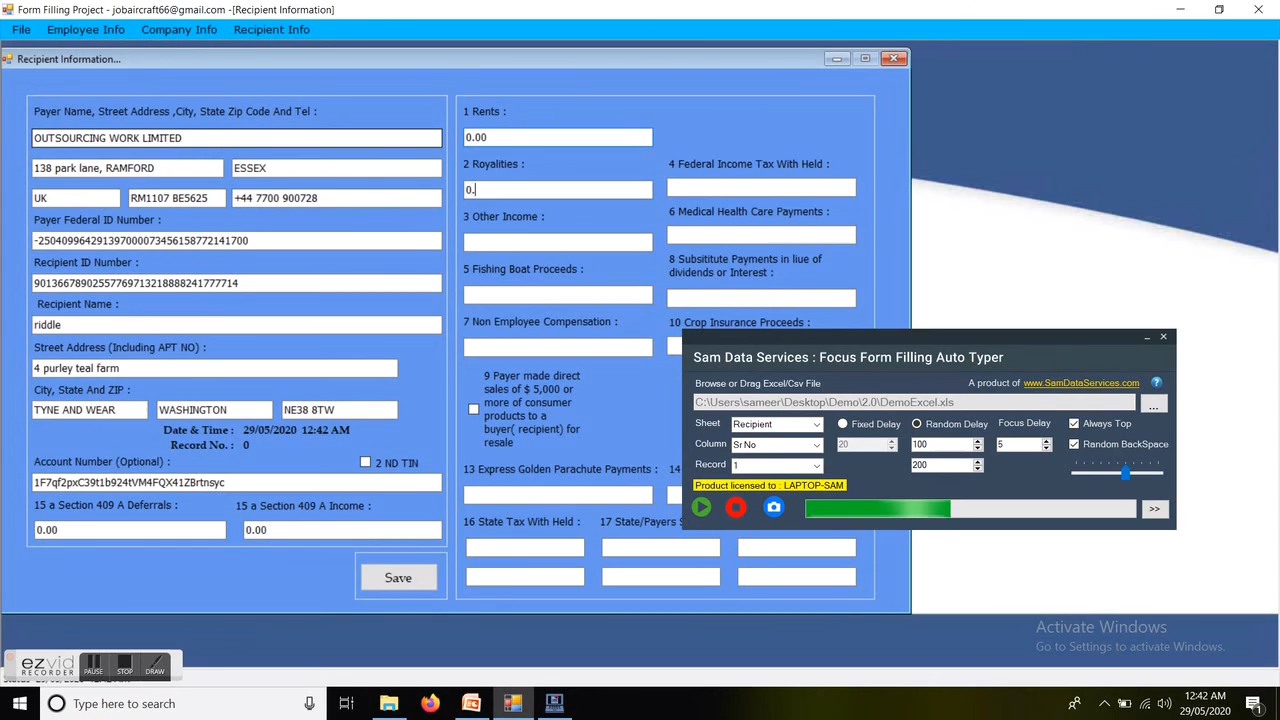 Form Filling Project - jobaircraft66@gmail.com -[Recipient Information]
File Employee Info Company Info Recipient Info
Recipient Information...
Payer Name, Street Address ,City, State Zip Code And Tel :
OUTSOURCING WORK LIMITED
138 park lane, RAMFORD ESSEX
UK RM1107 BE5625 +44 7700 900728
Payer Federal ID Number :
-25040996429139700007345615877214170​0
Recipient ID Number :
90136678902557769713218888241777714
Recipient Name :
riddle
Street Address (Including APT NO) :
4 purley teal farm
City, State And ZIP :
TYNE AND WEAR WASHINGTON NE38 8TW
Date & Time : 29/05/2020 12:42 AM
Record No. : 0
Account Number (Optional) : 2 ND TIN
1F7qf2pxC39t1b924tVM4FQX41ZBrtnsyc
15 a Section 409 A Deferrals : 15 a Section 409 A Income :
0.00 0.00
Save
1 Rents :
0.00
2 Royalities : 4 Federal Income Tax With Held :
0.
3 Other Income : 6 Medical Health Care Payments :
5 Fishing Boat Proceeds : 8 Subsititute Payments in liue of
dividends or Interest :
7 Non Employee Compensation : 10 Crop Insurance Proceeds :
9 Payer made direct
sales of $ 5,000 or
more of consumer
products to a
buyer( recipient) for
resale
13 Express Golden Parachute Payments : 14
16 State Tax With Held : 17 State/Payers S
Sam Data Services : Focus Form Filling Auto Typer
Browse or Drag Excel/Csv File A product of www.SamDataServices.com ?
C:\Users\sameer\Desktop\Demo\2.0\DemoExcel.xls ...
Sheet Recipient Fixed Delay Random Delay Focus Delay Always Top
Column Sr No 20 100 5 Random BackSpace
Record 1 200
Product licensed to : LAPTOP-SAM
>>
Activate Windows
Go to Settings to activate Windows.
ezvid
RECORDER
PAUSE STOP DRAW
Type here to search
12:42 AM
29/05/2020
1